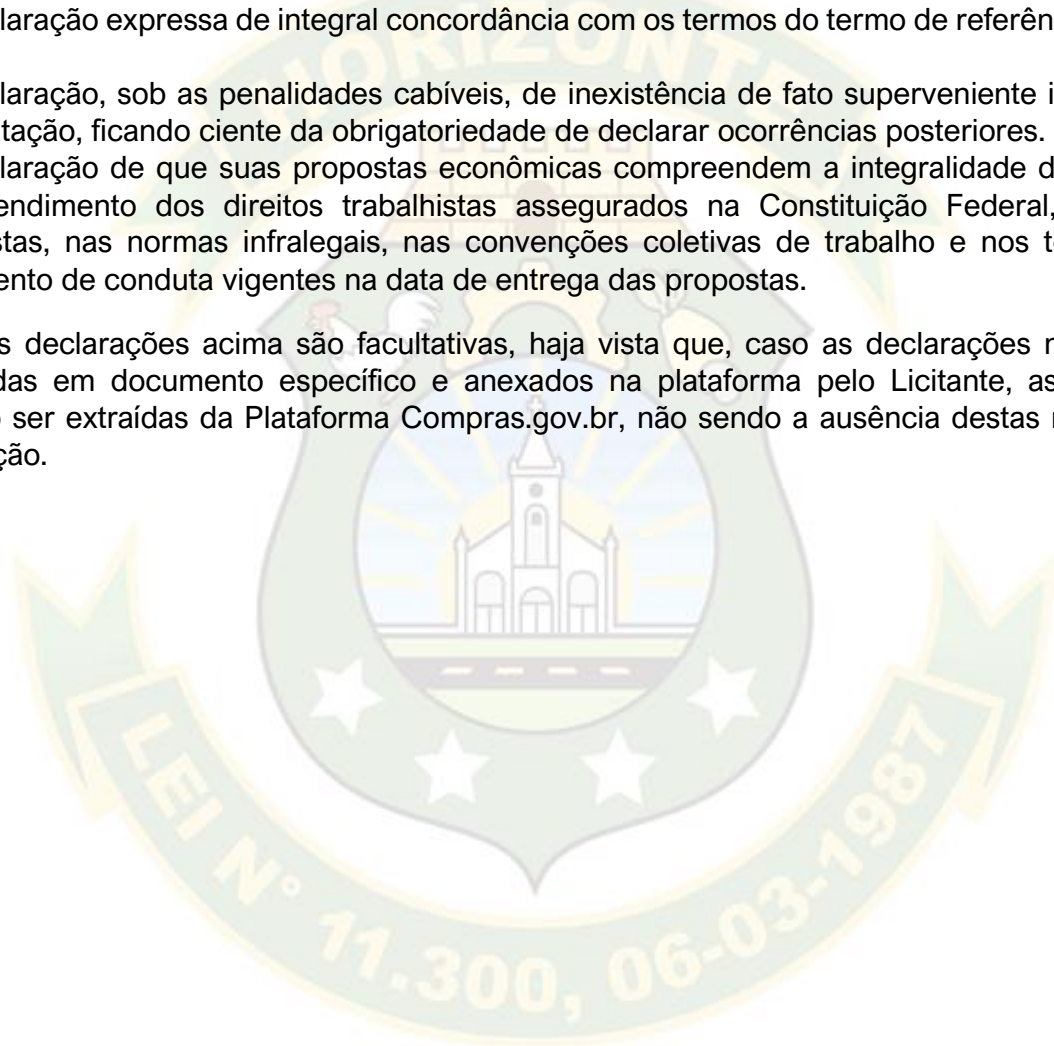 laração expressa de integral concordância com os termos do termo de referên
laração, sob as penalidades cabíveis, de inexistência de fato superveniente i
tação, ficando ciente da obrigatoriedade de declarar ocorrências posteriores.
laração de que suas propostas econômicas compreendem a integralidade d
endimento dos direitos trabalhistas assegurados na Constituição Federal,
stas, nas normas infralegais, nas convenções coletivas de trabalho e nos t
ento de conduta vigentes na data de entrega das propostas.
s declarações acima são facultativas, haja vista que, caso as declarações n
das em documento específico e anexados na plataforma pelo Licitante, as
o ser extraídas da Plataforma Compras.gov.br, não sendo a ausência destas
ção.
HORIZONTE
LEI Nº 11.300, 06-03-1987